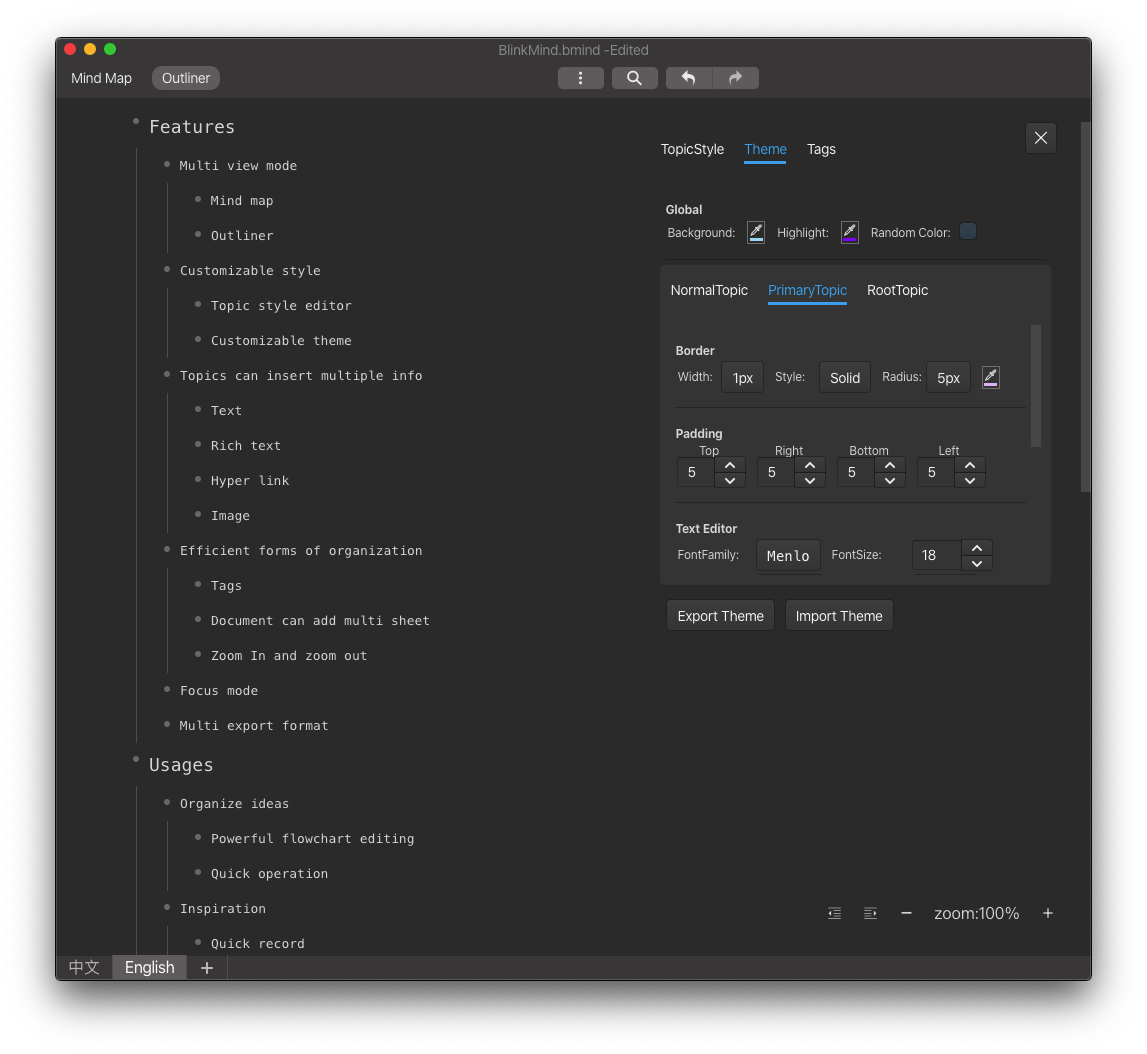 BlinkMind.bmind -Edited
Mind Map Outliner
Features
Multi view mode
Mind map
Outliner
Customizable style
Topic style editor
Customizable theme
Topics can insert multiple info
Text
Rich text
Hyper link
Image
Efficient forms of organization
Tags
Document can add multi sheet
Zoom In and zoom out
Focus mode
Multi export format
Usages
Organize ideas
Powerful flowchart editing
Quick operation
Inspiration
Quick record
TopicStyle Theme Tags
Global
Background: Highlight: Random Color:
NormalTopic PrimaryTopic RootTopic
Border
Width: 1px Style: Solid Radius: 5px
Padding
Top Right Bottom Left
5 5 5 5
Text Editor
FontFamily: Menlo FontSize: 18
Export Theme Import Theme
zoom:100% +
中文 English +